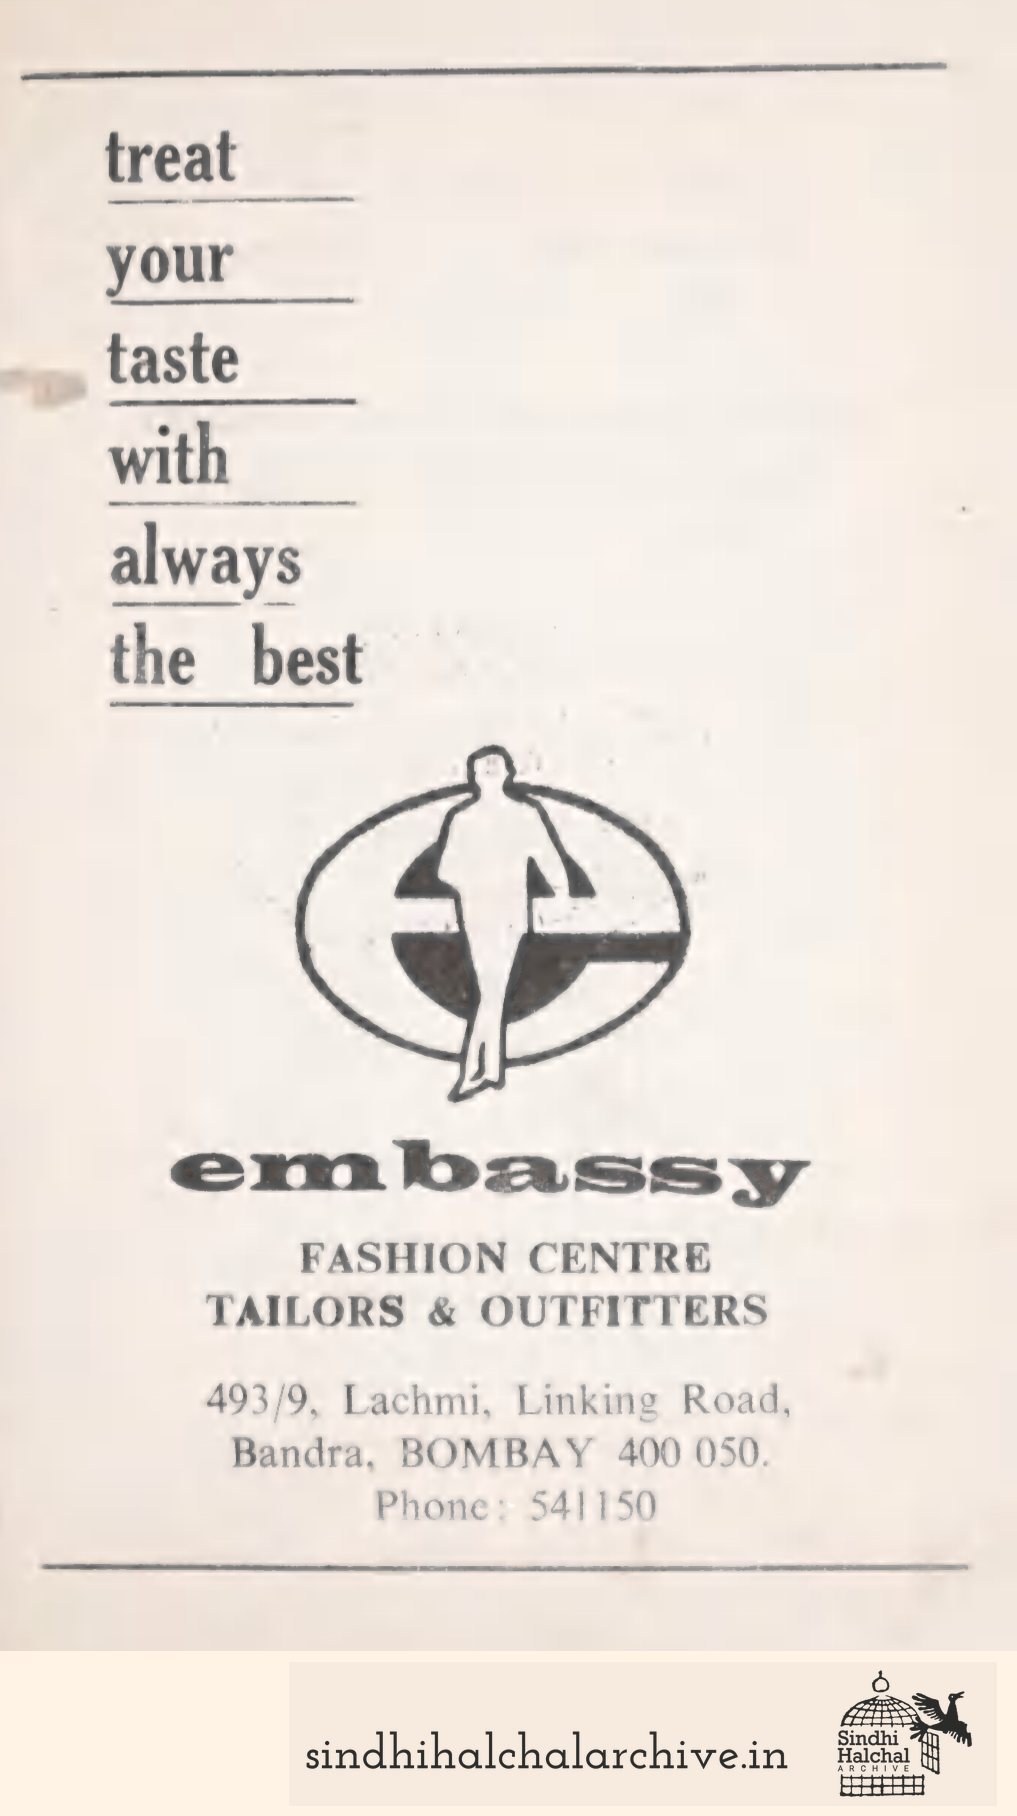 treat
your
taste
with
always
the best
embassy
FASHION CENTRE
TAILORS & OUTFITTERS
493/9, Lachmi, Linking Road,
Bandra, BOMBAY 400 050.
Phone: 541150
sindhihalchalarchive.in
Sindhi
Halchal
ARCHIVE